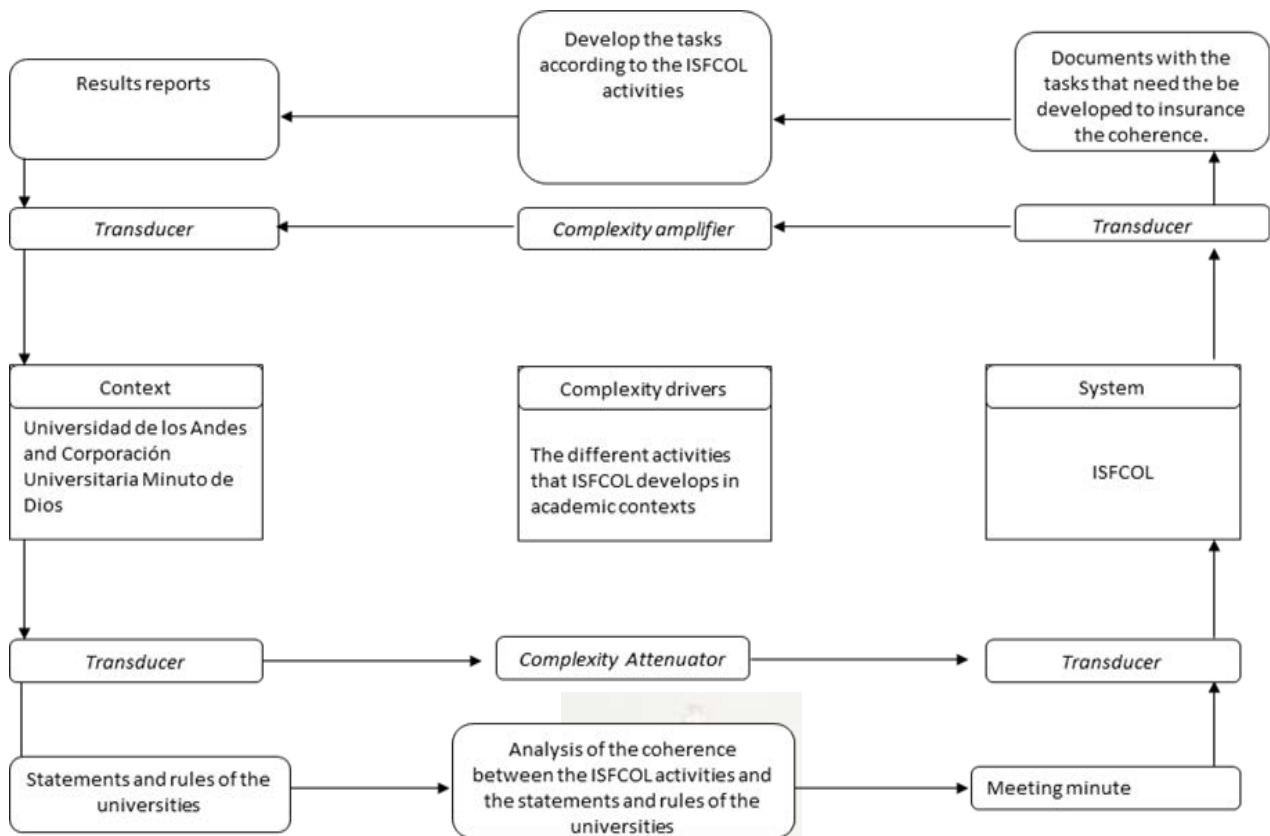 Develop the tasks
according to the ISFCOL
activities
Results reports
Documents with the
tasks that need the be
developed to insurance
the coherence.
Transducer
Complexity amplifier
Transducer
Context
Universidad de los Andes
and Corporación
Universitaria Minuto de
Dios
Complexity drivers
The different activities
that ISFCOL develops in
academic contexts
System
ISFCOL
Transducer
Complexity Attenuator
Transducer
Statements and rules of the
universities
Analysis of the coherence
between the ISFCOL activities and
the statements and rules of the
universities
Meeting minute